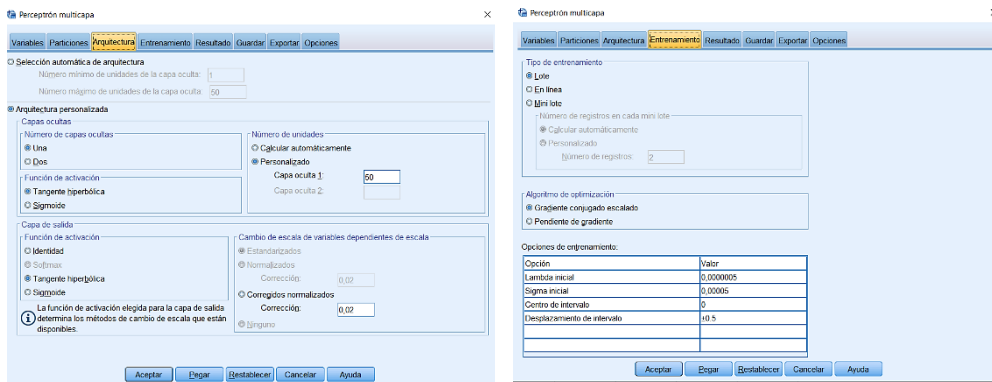 Perceptrón multicapa
Variables Particiones Arquitectura Entrenamiento Resultado Guardar Exportar Opciones
Selección automática de arquitectura
Número mínimo de unidades de la capa oculta: 1
Número máximo de unidades de la capa oculta: 50
Arquitectura personalizada
Capas ocultas
Número de capas ocultas
Una
Dos
Función de activación
Tangente hiperbólica
Sigmoide
Número de unidades
Calcular automáticamente
Personalizado
Capa oculta 1: 50
Capa oculta 2:
Capa de salida
Función de activación
Identidad
Softmax
Tangente hiperbólica
Sigmoide
La función de activación elegida para la capa de salida
determina los métodos de cambio de escala que están
disponibles.
Cambio de escala de variables dependientes de escala
Estandarizados
Normalizados
Corrección: 0,02
Corregidos normalizados
Corrección: 0,02
Ninguno
Aceptar Pegar Restablecer Cancelar Ayuda
Perceptrón multicapa
Variables Particiones Arquitectura Entrenamiento Resultado Guardar Exportar Opciones
Tipo de entrenamiento
Lote
En línea
Mini lote
Número de registros en cada mini lote
Calcular automáticamente
Personalizado
Número de registros: 2
Algoritmo de optimización
Gradiente conjugado escalado
Pendiente de gradiente
Opciones de entrenamiento:
Opción Valor
Lambda inicial 0,0000005
Sigma inicial 0,00005
Centro de intervalo 0
Desplazamiento de intervalo ±0.5
Aceptar Pegar Restablecer Cancelar Ayuda